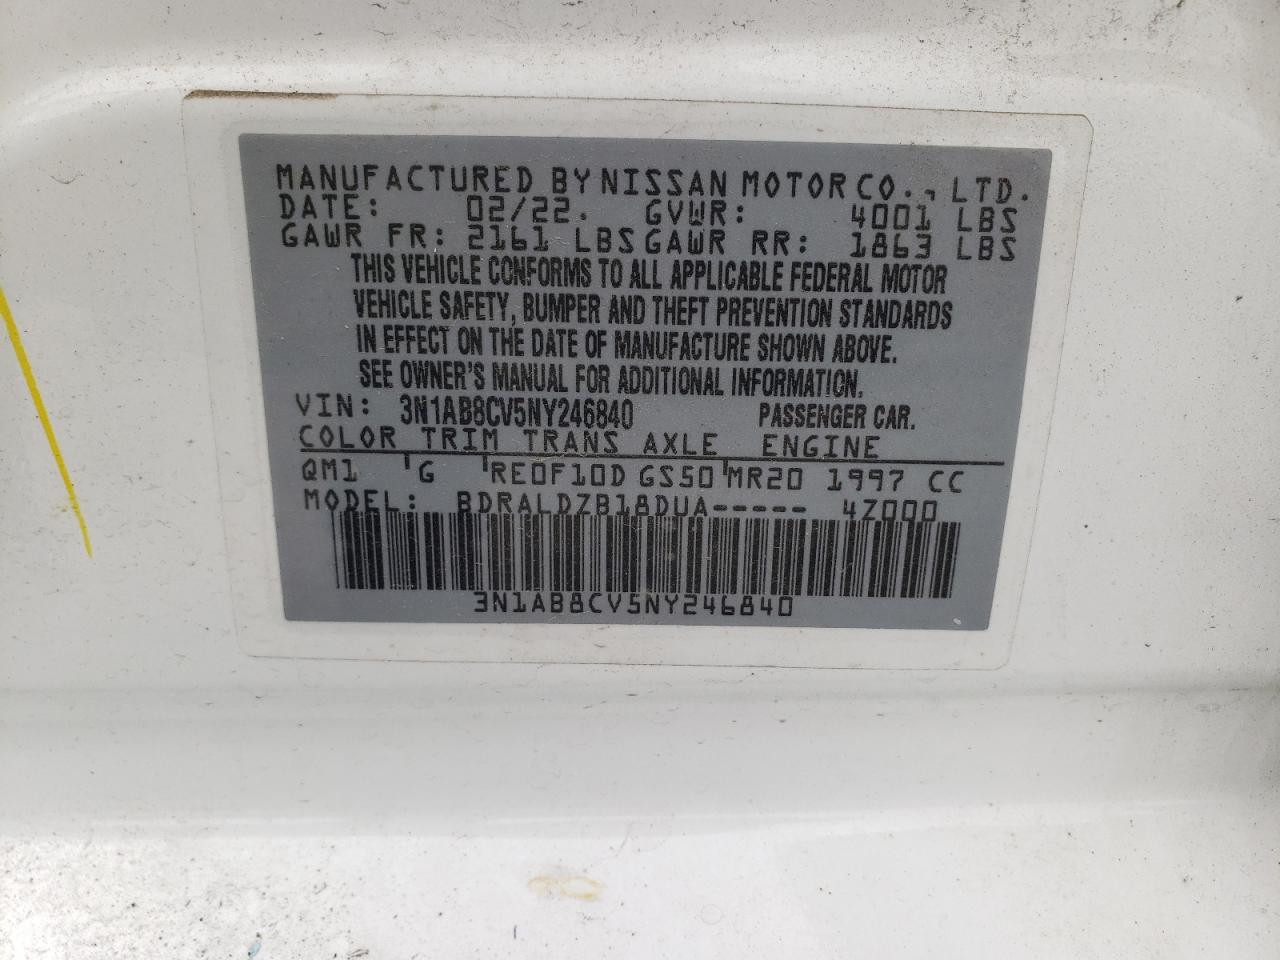 MANUFACTURED BY NISSAN MOTOR CO., LTD.
DATE: 02/22. GVWR: 4001 LBS
GAWR FR: 2161 LBS GAWR RR: 1863 LBS
THIS VEHICLE CONFORMS TO ALL APPLICABLE FEDERAL MOTOR
VEHICLE SAFETY, BUMPER AND THEFT PREVENTION STANDARDS
IN EFFECT ON THE DATE OF MANUFACTURE SHOWN ABOVE.
SEE OWNER'S MANUAL FOR ADDITIONAL INFORMATION.
VIN: 3N1AB8CV5NY246840 PASSENGER CAR.
COLOR TRIM TRANS AXLE ENGINE
QM1 G RE0F10D GS50 MR20 1997 CC
MODEL: BDRALDZB18DUA----- 4Z000
3N1AB8CV5NY246840